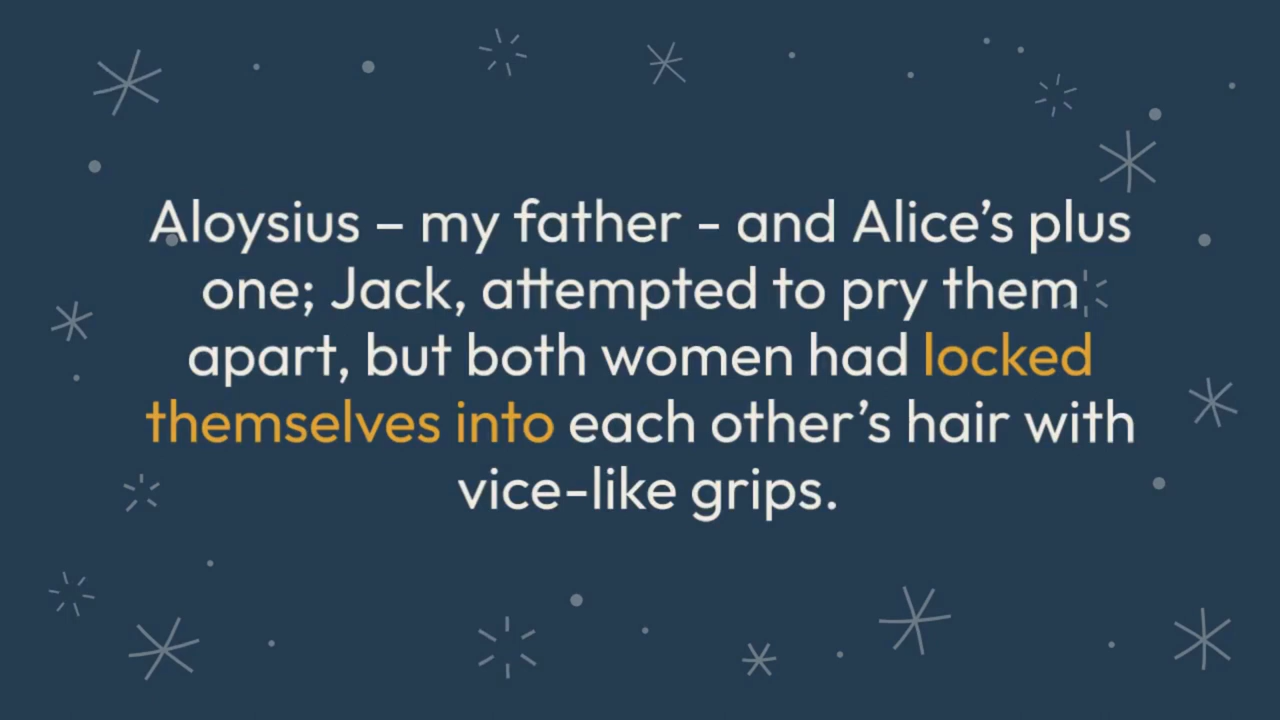 Aloysius – my father - and Alice’s plus
one; Jack, attempted to pry them
apart, but both women had locked
themselves into each other’s hair with
vice-like grips.